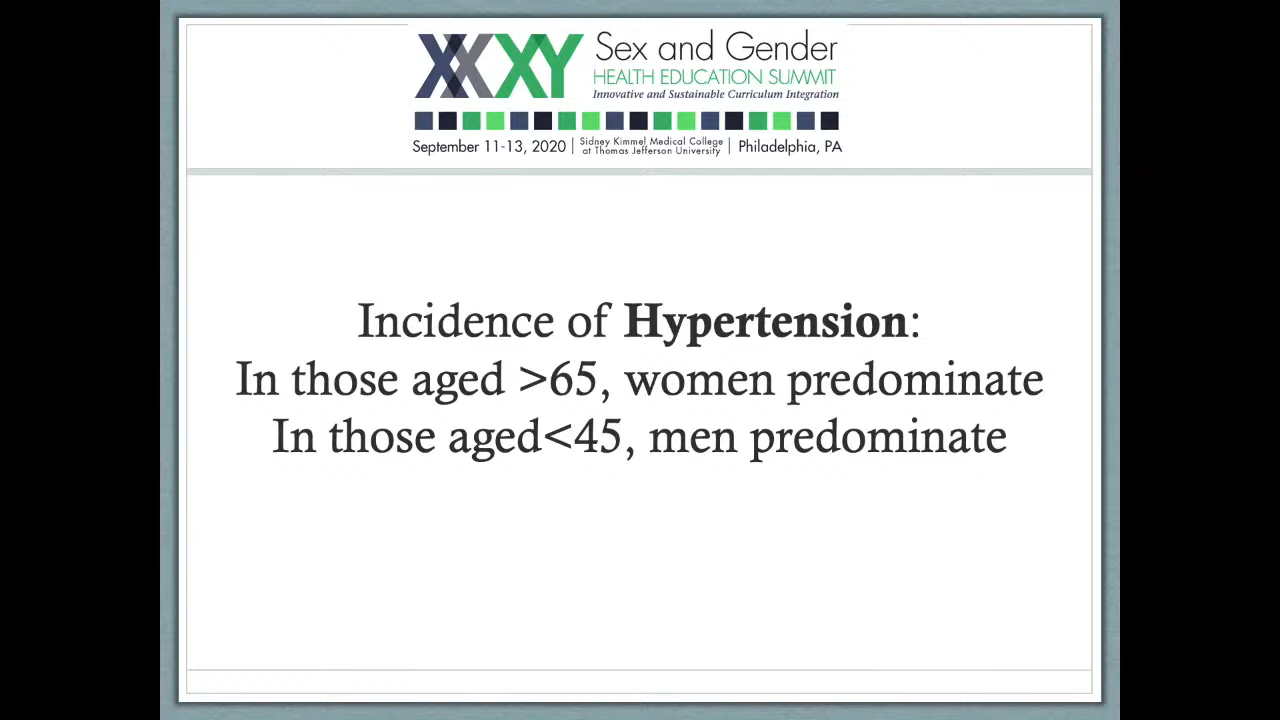 XXXY Sex and Gender
HEALTH EDUCATION SUMMIT
Innovative and Sustainable Curriculum Integration
September 11-13, 2020 | Sidney Kimmel Medical College at Thomas Jefferson University | Philadelphia, PA
Incidence of Hypertension:
In those aged >65, women predominate
In those aged<45, men predominate